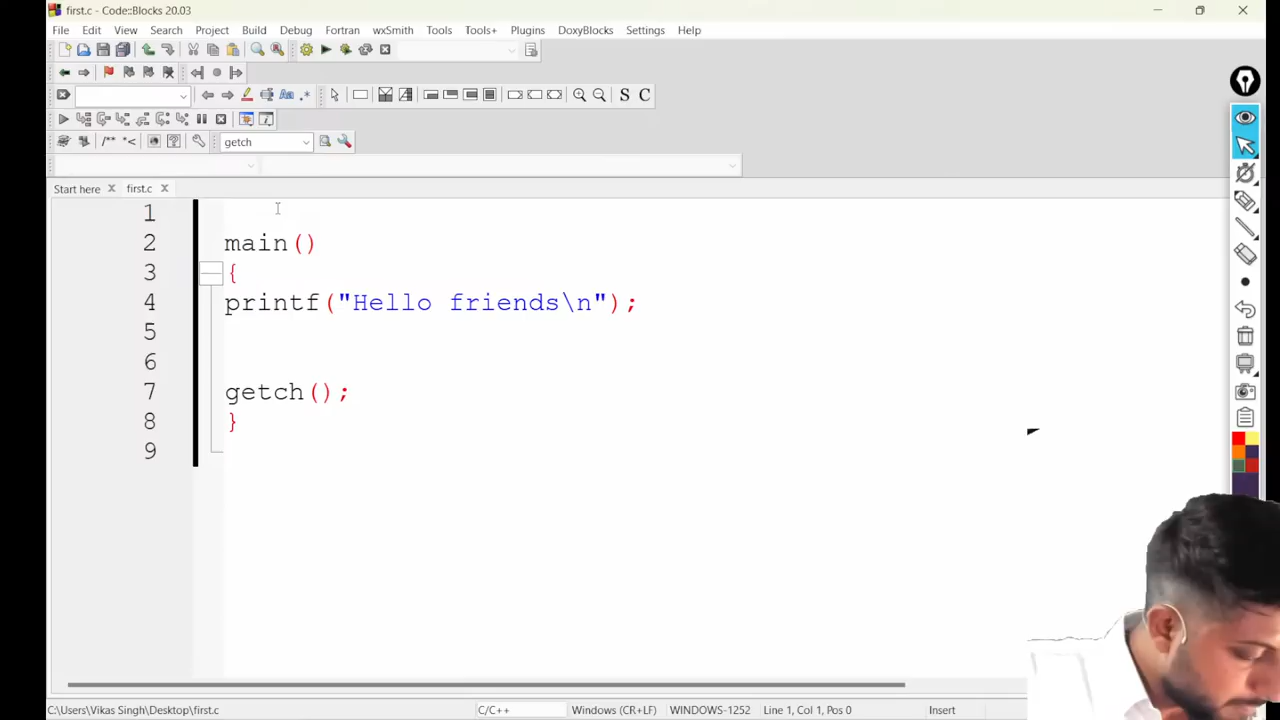 first.c - Code::Blocks 20.03
File Edit View Search Project Build Debug Fortran wxSmith Tools Tools+ Plugins DoxyBlocks Settings Help
S C
/** *<
getch
Start here first.c
1
2 main()
3 {
4 printf("Hello friends\n");
5
6
7 getch();
8 }
9
C:\Users\Vikas Singh\Desktop\first.c C/C++ Windows (CR+LF) WINDOWS-1252 Line 1, Col 1, Pos 0 Insert